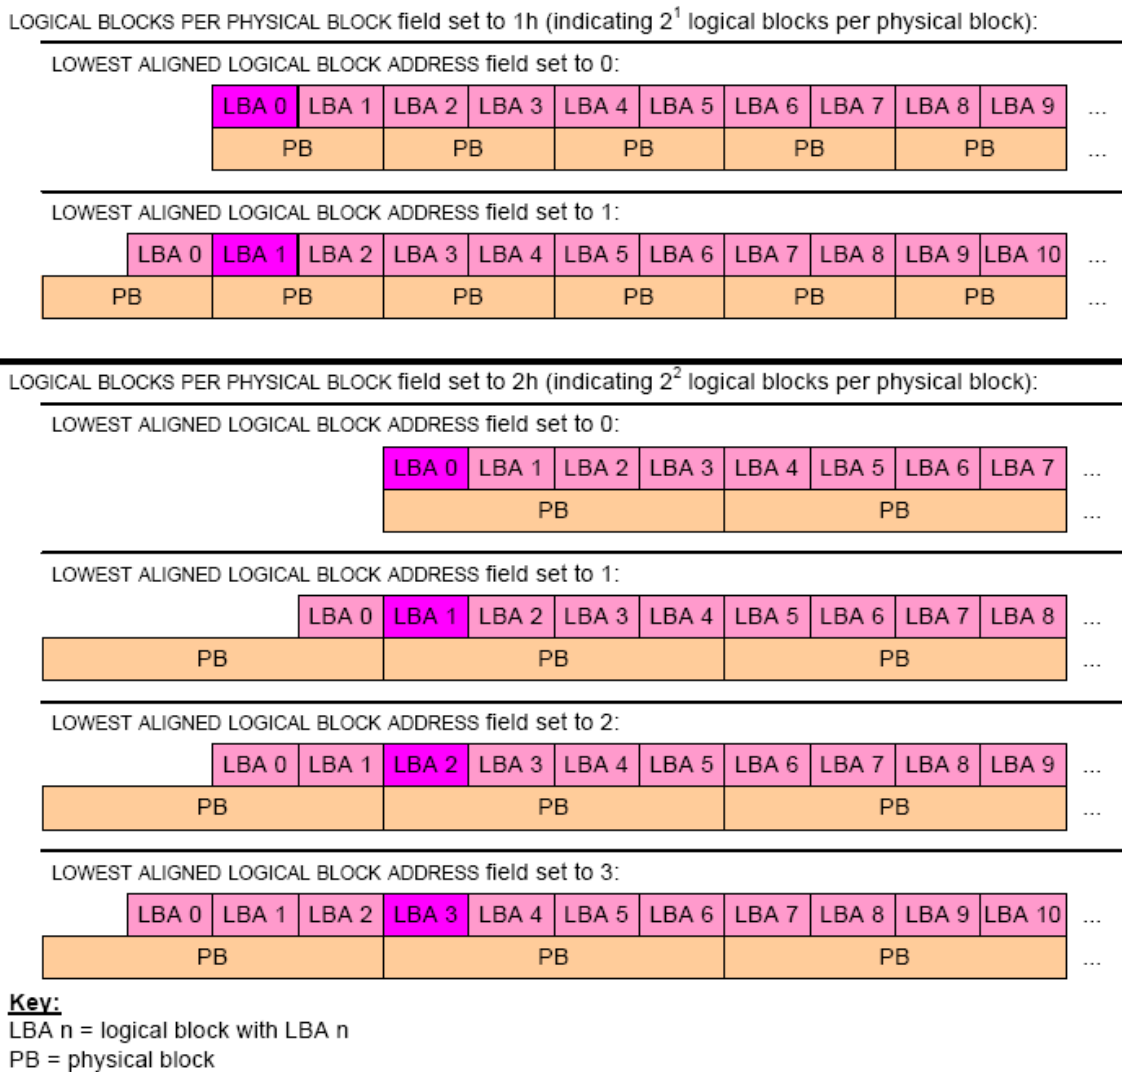 LOGICAL BLOCKS PER PHYSICAL BLOCK field set to 1h (indicating 2^1 logical blocks per physical block):
LOWEST ALIGNED LOGICAL BLOCK ADDRESS field set to 0:
LBA 0 LBA 1 LBA 2 LBA 3 LBA 4 LBA 5 LBA 6 LBA 7 LBA 8 LBA 9 ...
PB PB PB PB PB ...
LOWEST ALIGNED LOGICAL BLOCK ADDRESS field set to 1:
LBA 0 LBA 1 LBA 2 LBA 3 LBA 4 LBA 5 LBA 6 LBA 7 LBA 8 LBA 9 LBA 10 ...
PB PB PB PB PB PB ...
LOGICAL BLOCKS PER PHYSICAL BLOCK field set to 2h (indicating 2^2 logical blocks per physical block):
LOWEST ALIGNED LOGICAL BLOCK ADDRESS field set to 0:
LBA 0 LBA 1 LBA 2 LBA 3 LBA 4 LBA 5 LBA 6 LBA 7 ...
PB PB ...
LOWEST ALIGNED LOGICAL BLOCK ADDRESS field set to 1:
LBA 0 LBA 1 LBA 2 LBA 3 LBA 4 LBA 5 LBA 6 LBA 7 LBA 8 ...
PB PB PB ...
LOWEST ALIGNED LOGICAL BLOCK ADDRESS field set to 2:
LBA 0 LBA 1 LBA 2 LBA 3 LBA 4 LBA 5 LBA 6 LBA 7 LBA 8 LBA 9 ...
PB PB PB ...
LOWEST ALIGNED LOGICAL BLOCK ADDRESS field set to 3:
LBA 0 LBA 1 LBA 2 LBA 3 LBA 4 LBA 5 LBA 6 LBA 7 LBA 8 LBA 9 LBA 10 ...
PB PB PB ...
Key:
LBA n = logical block with LBA n
PB = physical block